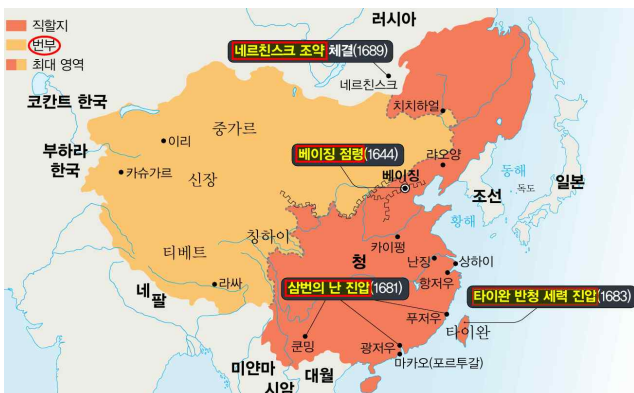 직할지
번부
최대 영역
러시아
네르친스크 조약 체결(1689)
네르친스크
코칸트 한국
중가르
치치하얼
부하라
한국
이리
카슈가르
신장
베이징 점령(1644)
베이징
랴오양
동해
독도
일본
조선
황해
칭하이
카이펑
티베트
청
난징
상하이
항저우
네팔
라싸
삼번의 난 진압(1681)
타이완 반청 세력 진압(1683)
푸저우
타이완
쿤밍
광저우
마카오(포르투갈)
미얀마
시암
대월